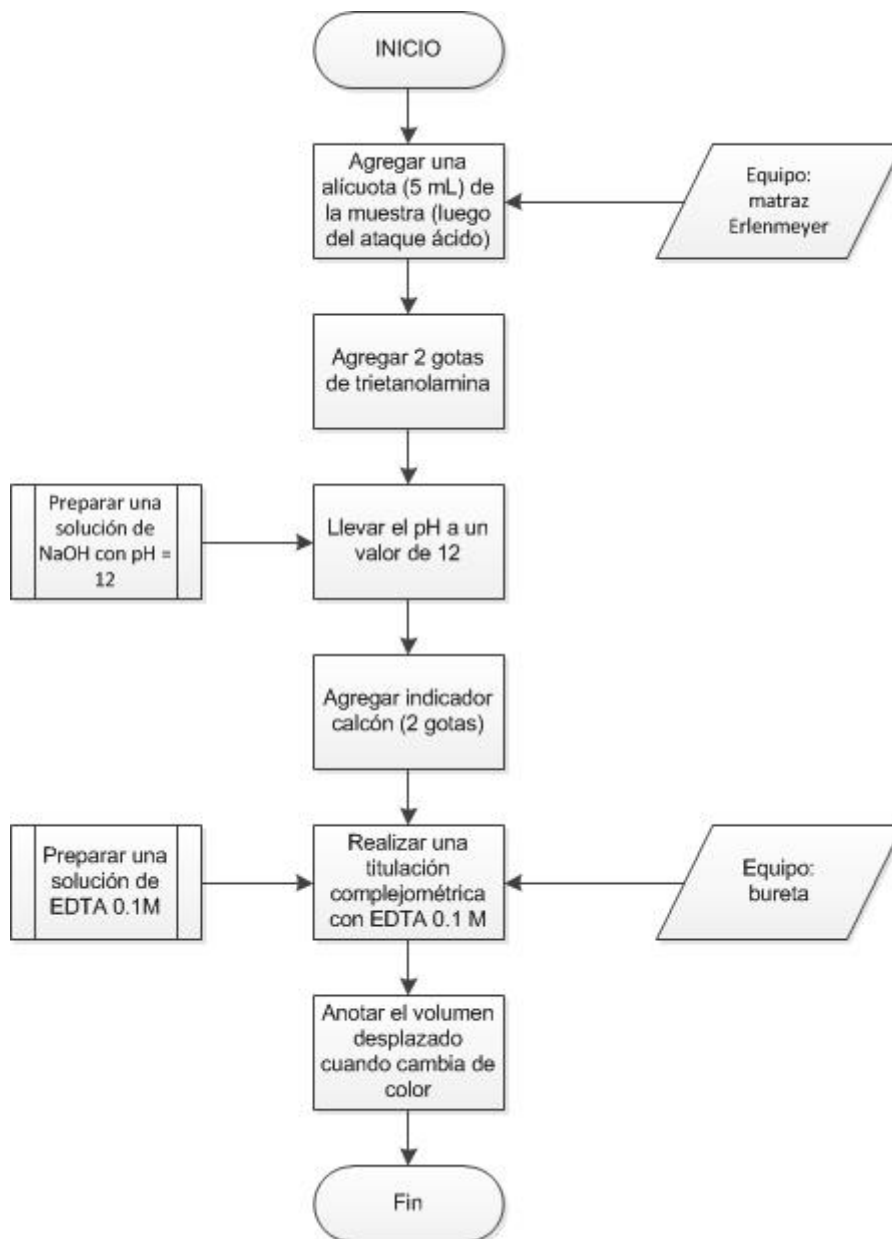 INICIO
Agregar una
alícuota (5 mL) de
la muestra (luego
del ataque ácido)
Equipo:
matraz
Erlenmeyer
Agregar 2 gotas
de trietanolamina
Preparar una
solución de
NaOH con pH =
12
Llevar el pH a un
valor de 12
Agregar indicador
calcón (2 gotas)
Preparar una
solución de
EDTA 0.1M
Realizar una
titulación
complejométrica
con EDTA 0.1 M
Equipo:
bureta
Anotar el volumen
desplazado
cuando cambia de
color
Fin